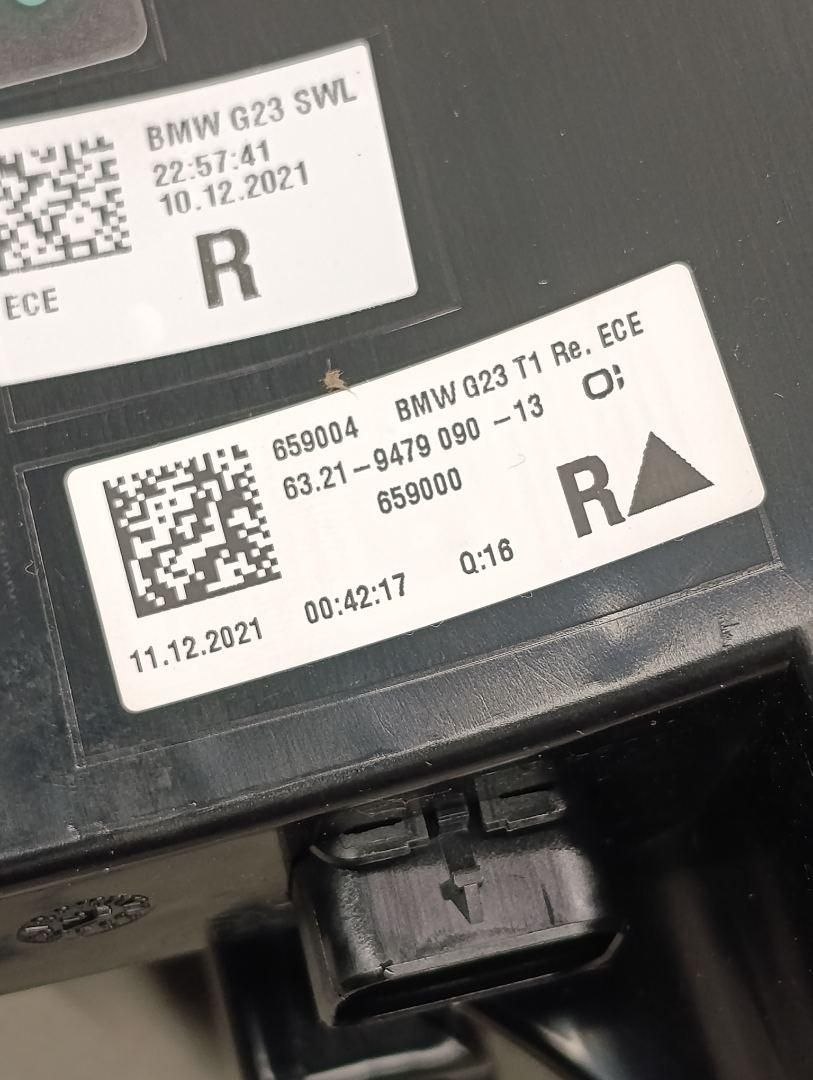 BMW G23 SWL
22:57:41
10.12.2021
R
ECE
659004 BMW G23 T1 Re. ECE
63.21-9479 090 -13
659000
R
11.12.2021 00:42:17 Q:16